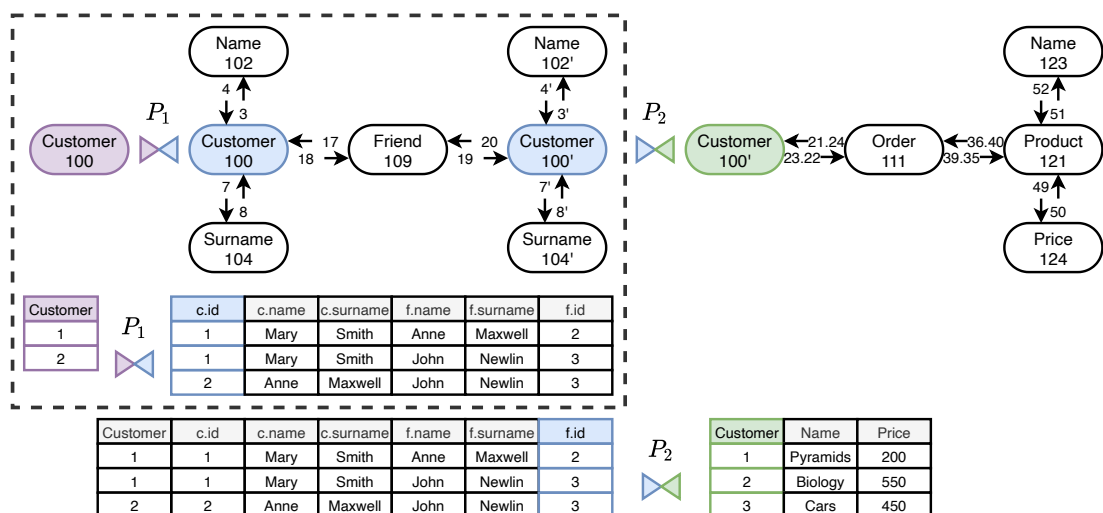 Name
102
Name
102'
Name
123
4
3
4'
3'
52
51
P1
P2
Customer
100
Customer
100
17
18
Friend
109
20
19
Customer
100'
Customer
100'
21.24
23.22
Order
111
36.40
39.35
Product
121
7
8
7'
8'
49
50
Surname
104
Surname
104'
Price
124
Customer
1
2
P1
c.id c.name c.surname f.name f.surname f.id
1 Mary Smith Anne Maxwell 2
1 Mary Smith John Newlin 3
2 Anne Maxwell John Newlin 3
Customer c.id c.name c.surname f.name f.surname f.id
1 1 Mary Smith Anne Maxwell 2
1 1 Mary Smith John Newlin 3
2 2 Anne Maxwell John Newlin 3
P2
Customer Name Price
1 Pyramids 200
2 Biology 550
3 Cars 450